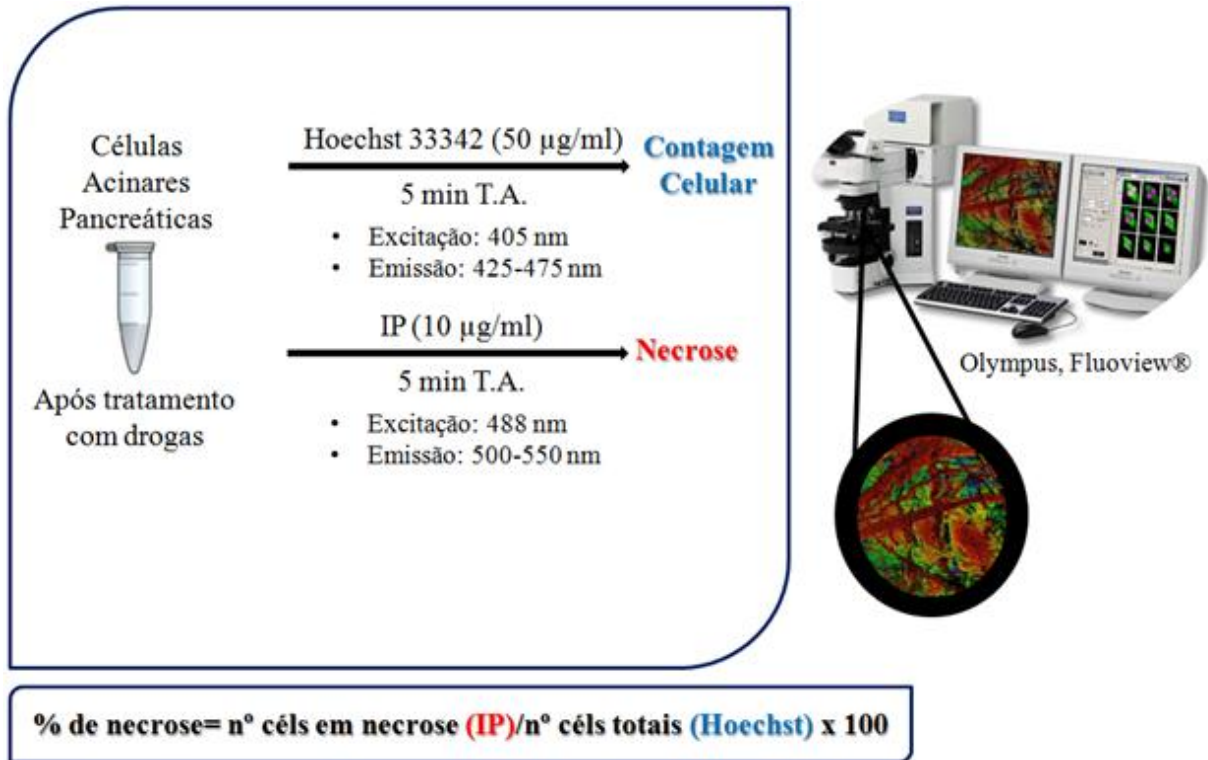 Células
Acinares
Pancreáticas
Após tratamento
com drogas
Hoechst 33342 (50 µg/ml)
5 min T.A.
• Excitação: 405 nm
• Emissão: 425-475 nm
Contagem
Celular
IP (10 µg/ml)
5 min T.A.
• Excitação: 488 nm
• Emissão: 500-550 nm
Necrose
Olympus, Fluoview®
% de necrose= nº céls em necrose (IP)/nº céls totais (Hoechst) x 100